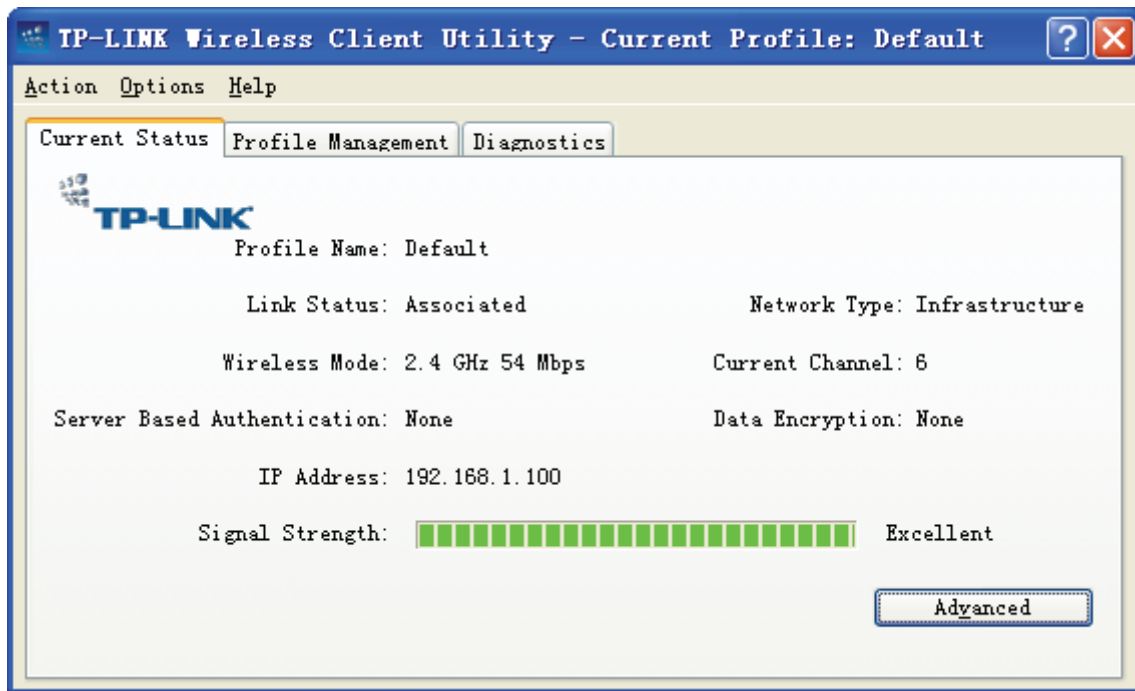 TP-LINK Wireless Client Utility - Current Profile: Default ?
Action Options Help
Current Status Profile Management Diagnostics
TP-LINK
Profile Name: Default
Link Status: Associated Network Type: Infrastructure
Wireless Mode: 2.4 GHz 54 Mbps Current Channel: 6
Server Based Authentication: None Data Encryption: None
IP Address: 192.168.1.100
Signal Strength: Excellent
Advanced